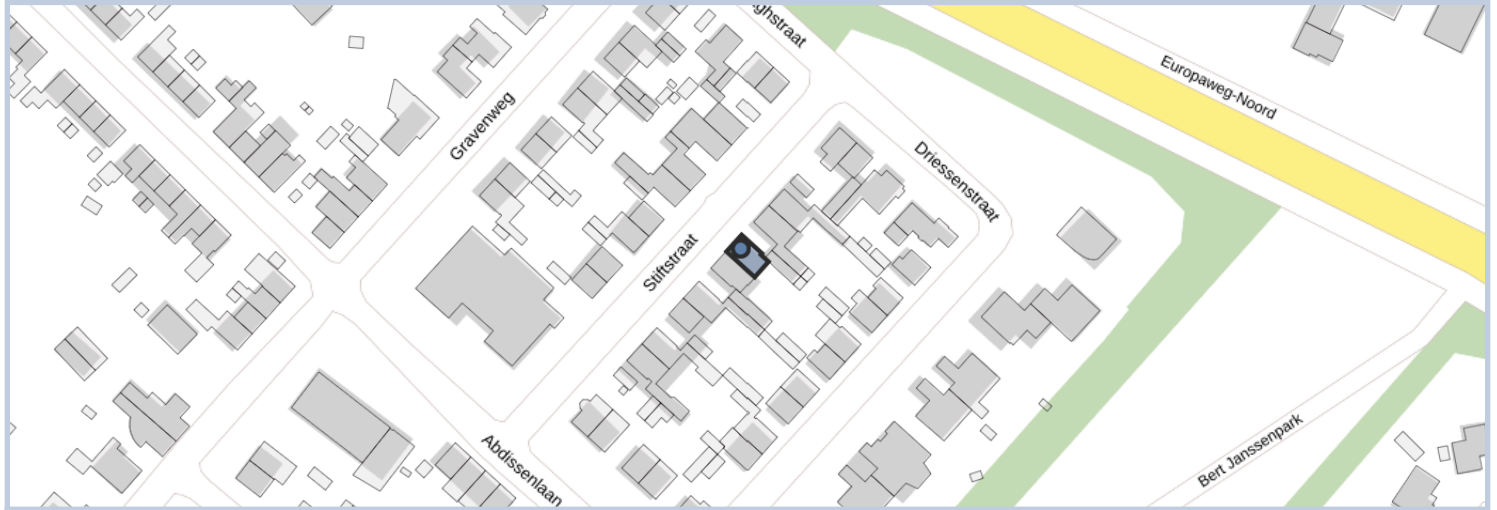 ghstraat
Europaweg-Noord
Gravenweg
Driessenstraat
Stiftstraat
Bert Janssenpark
Abdissenlaan